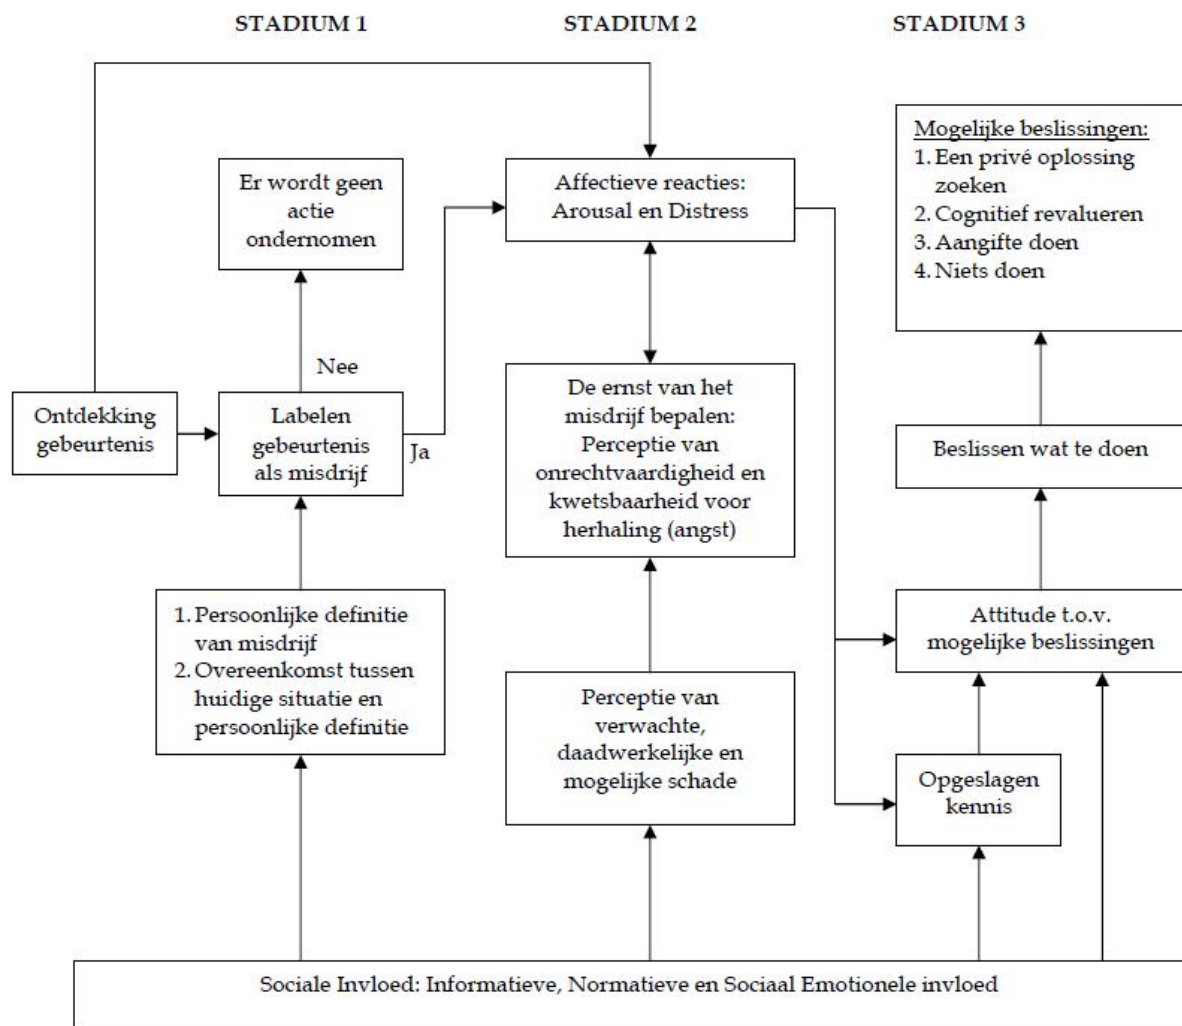 STADIUM 1
STADIUM 2
STADIUM 3
Er wordt geen
actie
ondernomen
Nee
Ontdekking
gebeurtenis
Labelen
gebeurtenis
als misdrijf
Ja
1. Persoonlijke definitie
van misdrijf
2. Overeenkomst tussen
huidige situatie en
persoonlijke definitie
Affectieve reacties:
Arousal en Distress
De ernst van het
misdrijf bepalen:
Perceptie van
onrechtvaardigheid en
kwetsbaarheid voor
herhaling (angst)
Perceptie van
verwachte,
daadwerkelijke en
mogelijke schade
Mogelijke beslissingen:
1. Een privé oplossing
zoeken
2. Cognitief revalueren
3. Aangifte doen
4. Niets doen
Beslissen wat te doen
Attitude t.o.v.
mogelijke beslissingen
Opgeslagen
kennis
Sociale Invloed: Informatieve, Normatieve en Sociaal Emotionele invloed